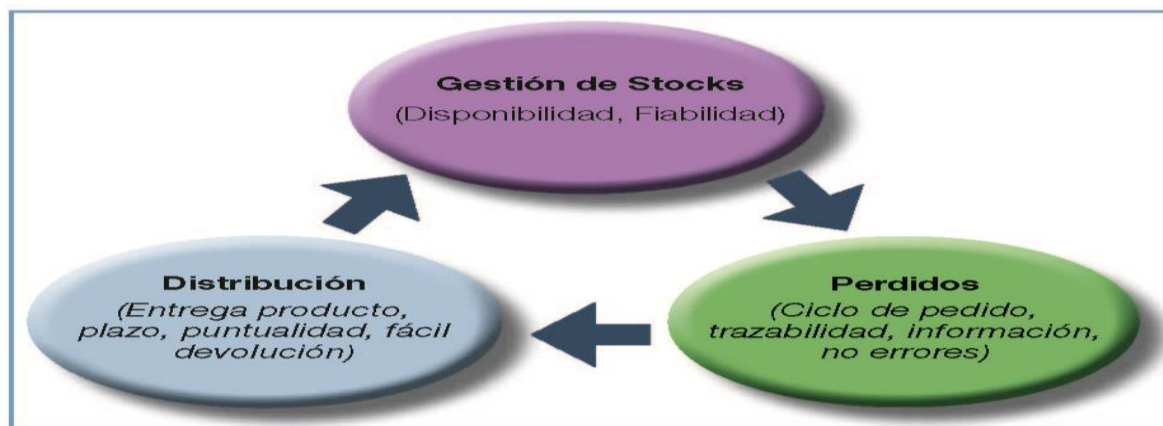 Gestión de Stocks
(Disponibilidad, Fiabilidad)
Distribución
(Entrega producto,
plazo, puntualidad, fácil
devolución)
Perdidos
(Ciclo de pedido,
trazabilidad, información,
no errores)